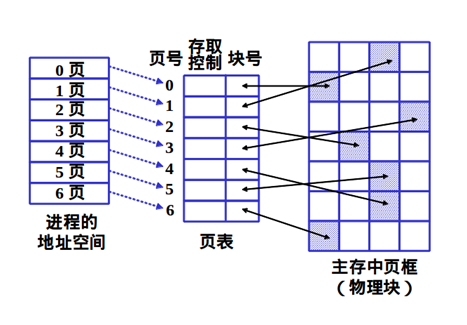 存取
页号 控制 块号
0 页
1 页
2 页
3 页
4 页
5 页
6 页
0
1
2
3
4
5
6
进程的
地址空间
页表
主存中页框
（物理块）